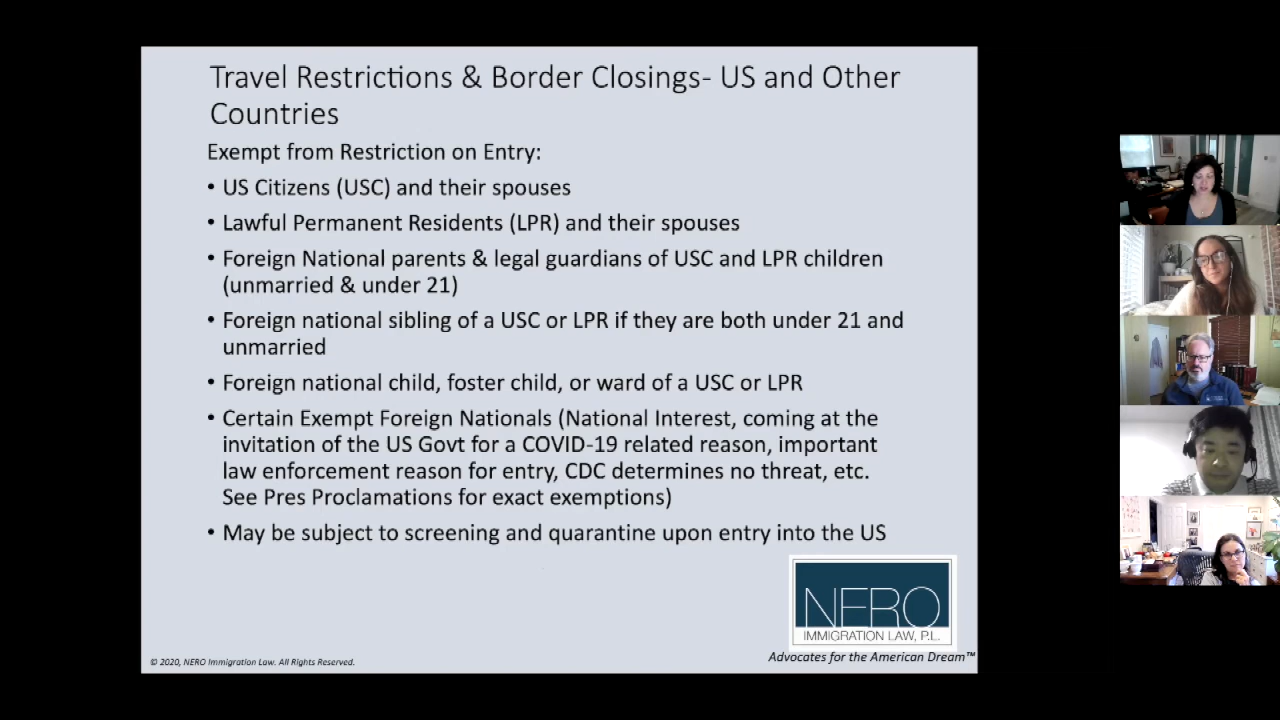 Travel Restrictions & Border Closings- US and Other
Countries
Exempt from Restriction on Entry:
• US Citizens (USC) and their spouses
• Lawful Permanent Residents (LPR) and their spouses
• Foreign National parents & legal guardians of USC and LPR children
(unmarried & under 21)
• Foreign national sibling of a USC or LPR if they are both under 21 and
unmarried
• Foreign national child, foster child, or ward of a USC or LPR
• Certain Exempt Foreign Nationals (National Interest, coming at the
invitation of the US Govt for a COVID-19 related reason, important
law enforcement reason for entry, CDC determines no threat, etc.
See Pres Proclamations for exact exemptions)
• May be subject to screening and quarantine upon entry into the US
NERO
IMMIGRATION LAW, P.L.
Advocates for the American Dream™
© 2020, NERO Immigration Law. All Rights Reserved.